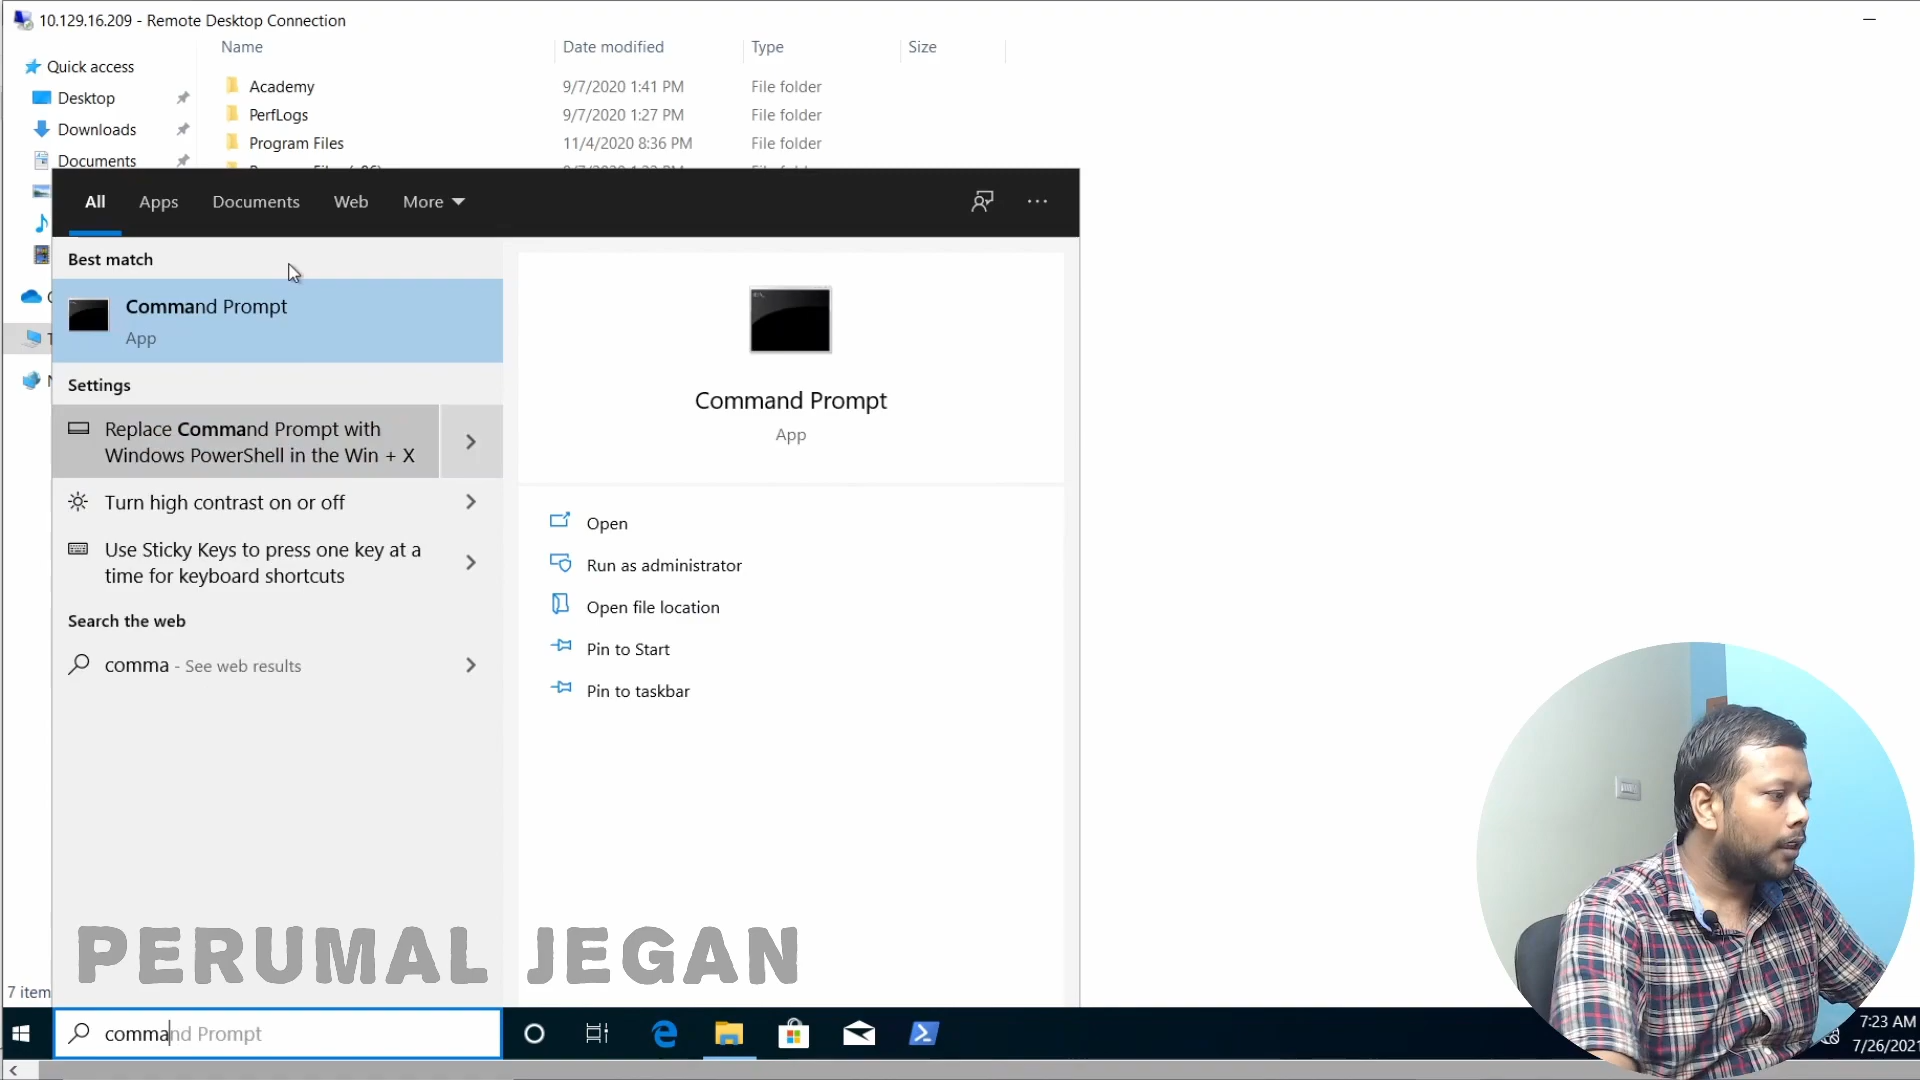 10.129.16.209 - Remote Desktop Connection
Name Date modified Type Size
Quick access
Desktop
Downloads
Documents
Academy 9/7/2020 1:41 PM File folder
PerfLogs 9/7/2020 1:27 PM File folder
Program Files 11/4/2020 8:36 PM File folder
All Apps Documents Web More
Best match
Command Prompt
App
Settings
Replace Command Prompt with
Windows PowerShell in the Win + X
Turn high contrast on or off
Use Sticky Keys to press one key at a
time for keyboard shortcuts
Search the web
comma - See web results
Command Prompt
App
Open
Run as administrator
Open file location
Pin to Start
Pin to taskbar
PERUMAL JEGAN
7 item
command Prompt
7:23 AM
7/26/2021